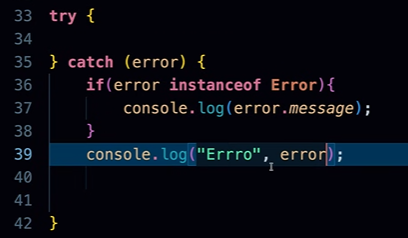 33 try {
34
35 } catch (error) {
36 if(error instanceof Error){
37 console.log(error.message);
38 }
39 console.log("Errro", error);
40
41
42 }